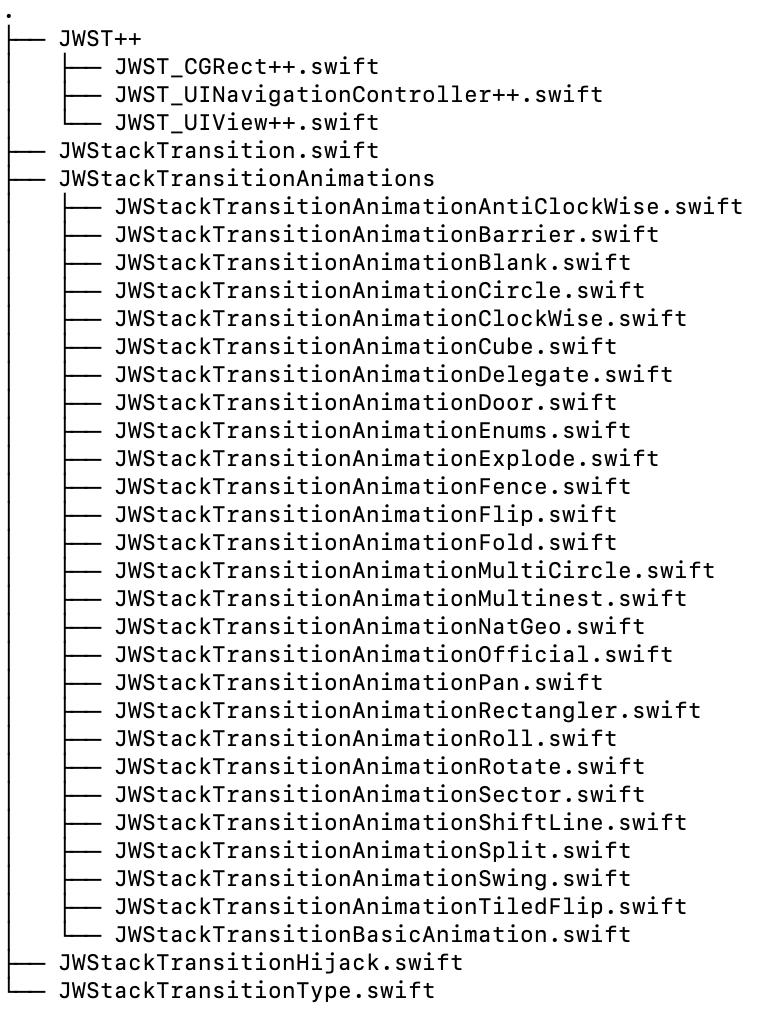 .
├── JWST++
│   ├── JWST_CGRect++.swift
│   ├── JWST_UINavigationController++.swift
│   └── JWST_UIView++.swift
├── JWStackTransition.swift
├── JWStackTransitionAnimations
│   ├── JWStackTransitionAnimationAntiClockWise.swift
│   ├── JWStackTransitionAnimationBarrier.swift
│   ├── JWStackTransitionAnimationBlank.swift
│   ├── JWStackTransitionAnimationCircle.swift
│   ├── JWStackTransitionAnimationClockWise.swift
│   ├── JWStackTransitionAnimationCube.swift
│   ├── JWStackTransitionAnimationDelegate.swift
│   ├── JWStackTransitionAnimationDoor.swift
│   ├── JWStackTransitionAnimationEnums.swift
│   ├── JWStackTransitionAnimationExplode.swift
│   ├── JWStackTransitionAnimationFence.swift
│   ├── JWStackTransitionAnimationFlip.swift
│   ├── JWStackTransitionAnimationFold.swift
│   ├── JWStackTransitionAnimationMultiCircle.swift
│   ├── JWStackTransitionAnimationMultinest.swift
│   ├── JWStackTransitionAnimationNatGeo.swift
│   ├── JWStackTransitionAnimationOfficial.swift
│   ├── JWStackTransitionAnimationPan.swift
│   ├── JWStackTransitionAnimationRectangler.swift
│   ├── JWStackTransitionAnimationRoll.swift
│   ├── JWStackTransitionAnimationRotate.swift
│   ├── JWStackTransitionAnimationSector.swift
│   ├── JWStackTransitionAnimationShiftLine.swift
│   ├── JWStackTransitionAnimationSplit.swift
│   ├── JWStackTransitionAnimationSwing.swift
│   ├── JWStackTransitionAnimationTiledFlip.swift
│   └── JWStackTransitionBasicAnimation.swift
├── JWStackTransitionHijack.swift
└── JWStackTransitionType.swift